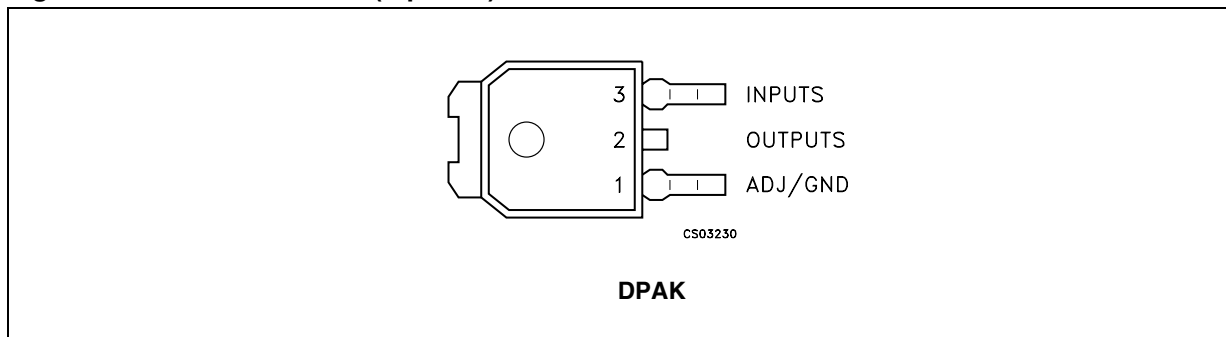 3 INPUTS
2 OUTPUTS
1 ADJ/GND
CS03230
DPAK